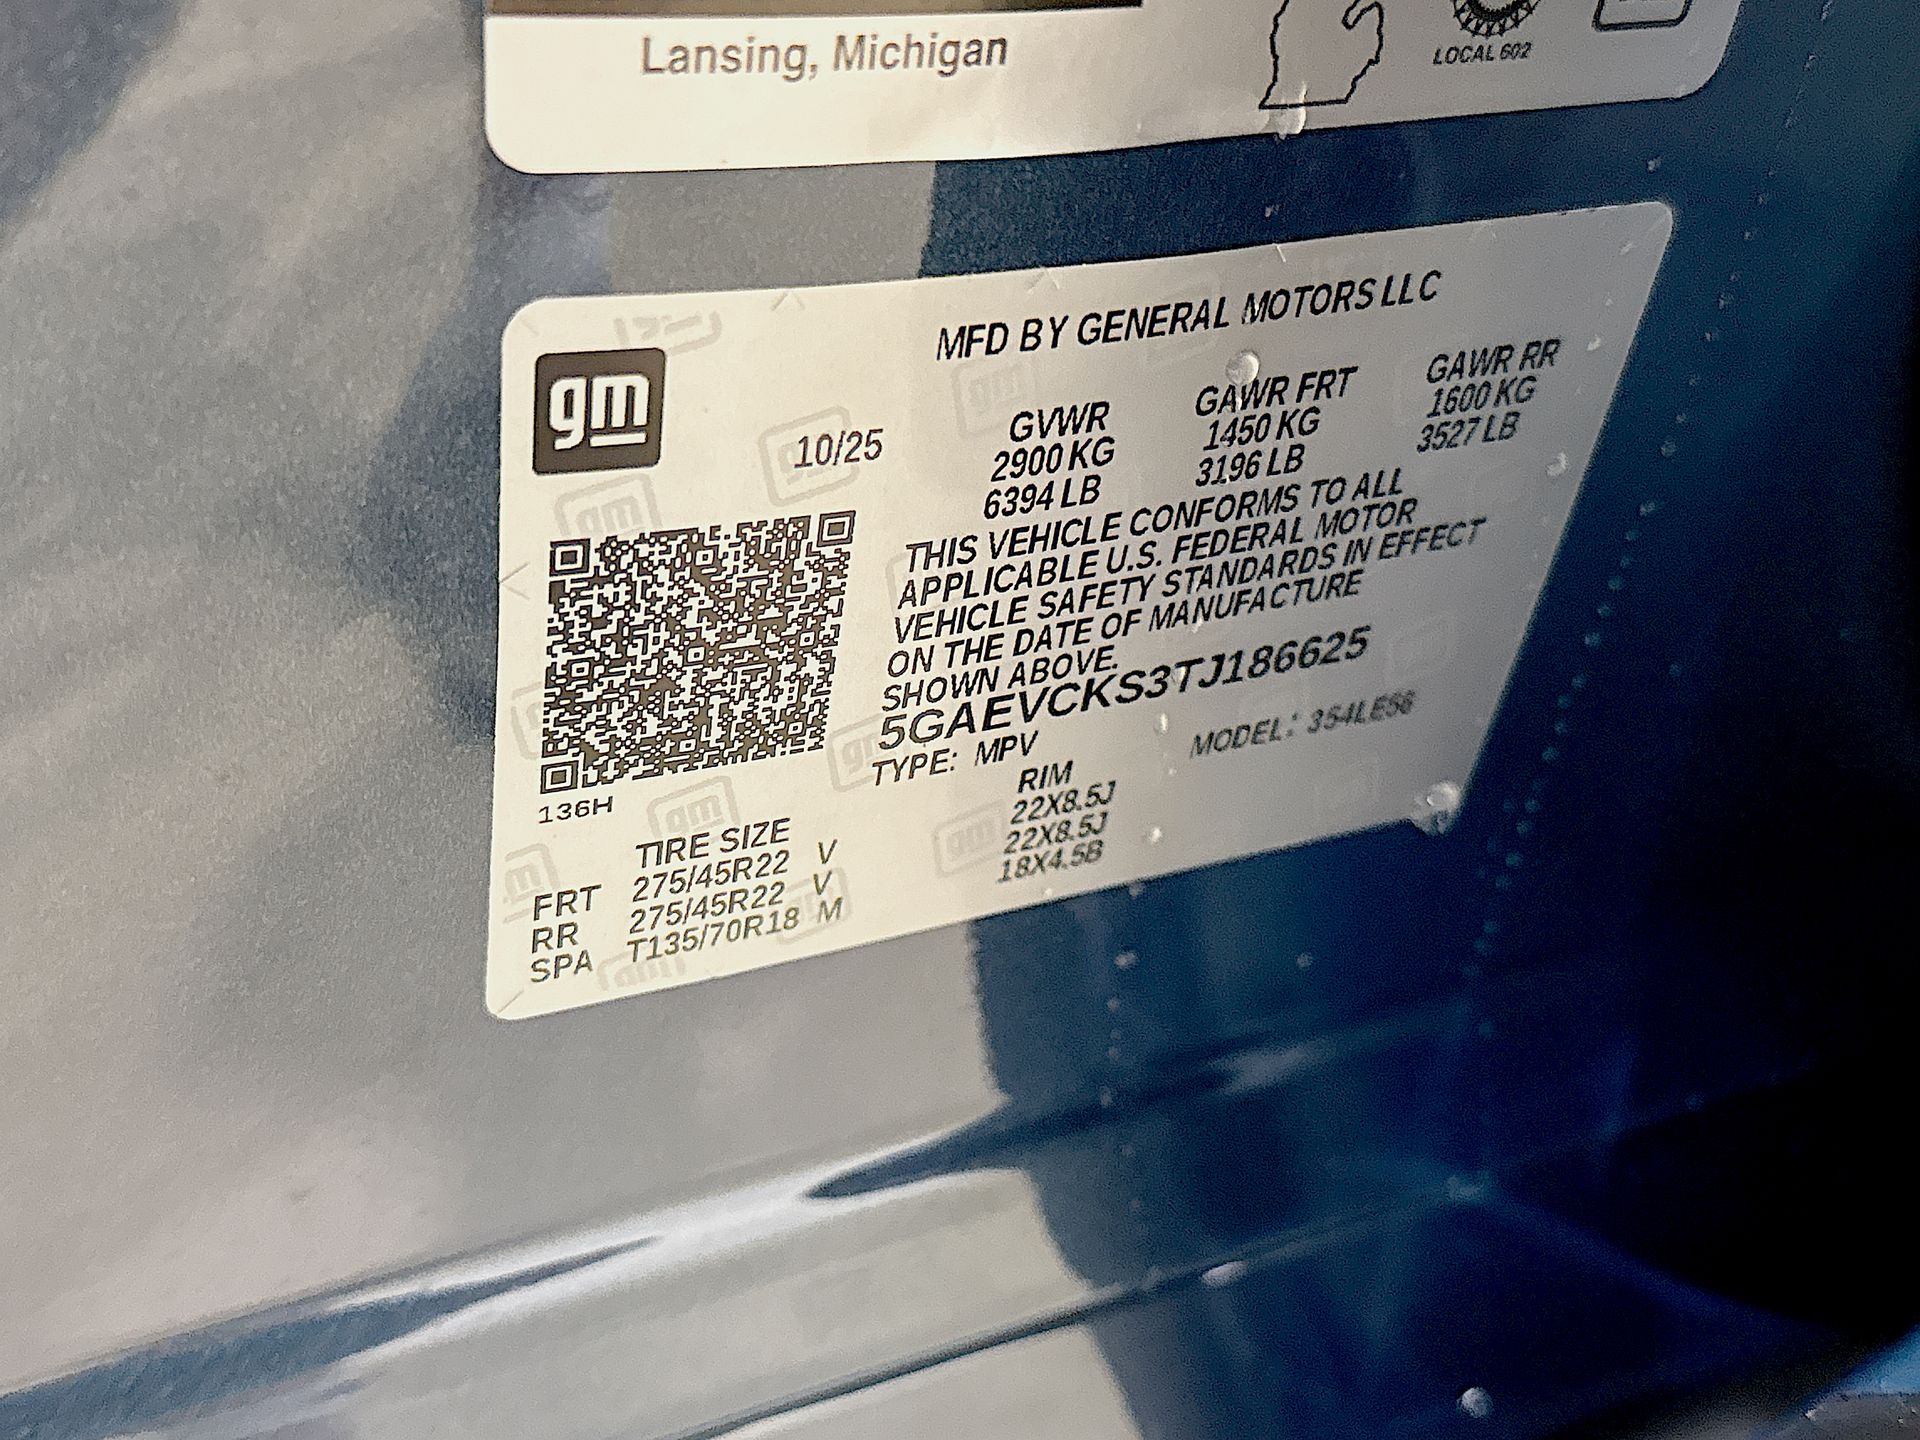 Lansing, Michigan
LOCAL 602
MFD BY GENERAL MOTORS LLC
gm
10/25
GVWR GAWR FRT GAWR RR
2900 KG 1450 KG 1600 KG
6394 LB 3196 LB 3527 LB
THIS VEHICLE CONFORMS TO ALL
APPLICABLE U.S. FEDERAL MOTOR
VEHICLE SAFETY STANDARDS IN EFFECT
ON THE DATE OF MANUFACTURE
SHOWN ABOVE.
5GAEVCKS3TJ186625
TYPE: MPV MODEL: 354LE56
136H
TIRE SIZE RIM
FRT 275/45R22 V 22X8.5J
RR 275/45R22 V 22X8.5J
SPA T135/70R18 M 18X4.5B